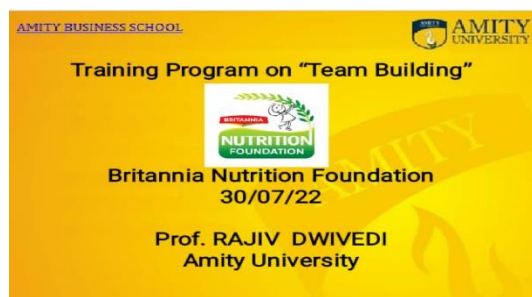 AMITY BUSINESS SCHOOL
AMITY
UNIVERSITY
Training Program on “Team Building”
BRITANNIA
NUTRITION
FOUNDATION
Britannia Nutrition Foundation
30/07/22
Prof. RAJIV DWIVEDI
Amity University
AMITY